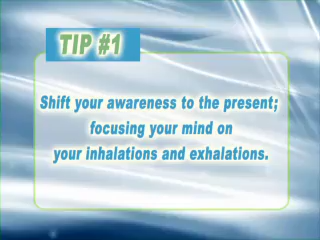 TIP #1
Shift your awareness to the present;
focusing your mind on
your inhalations and exhalations.